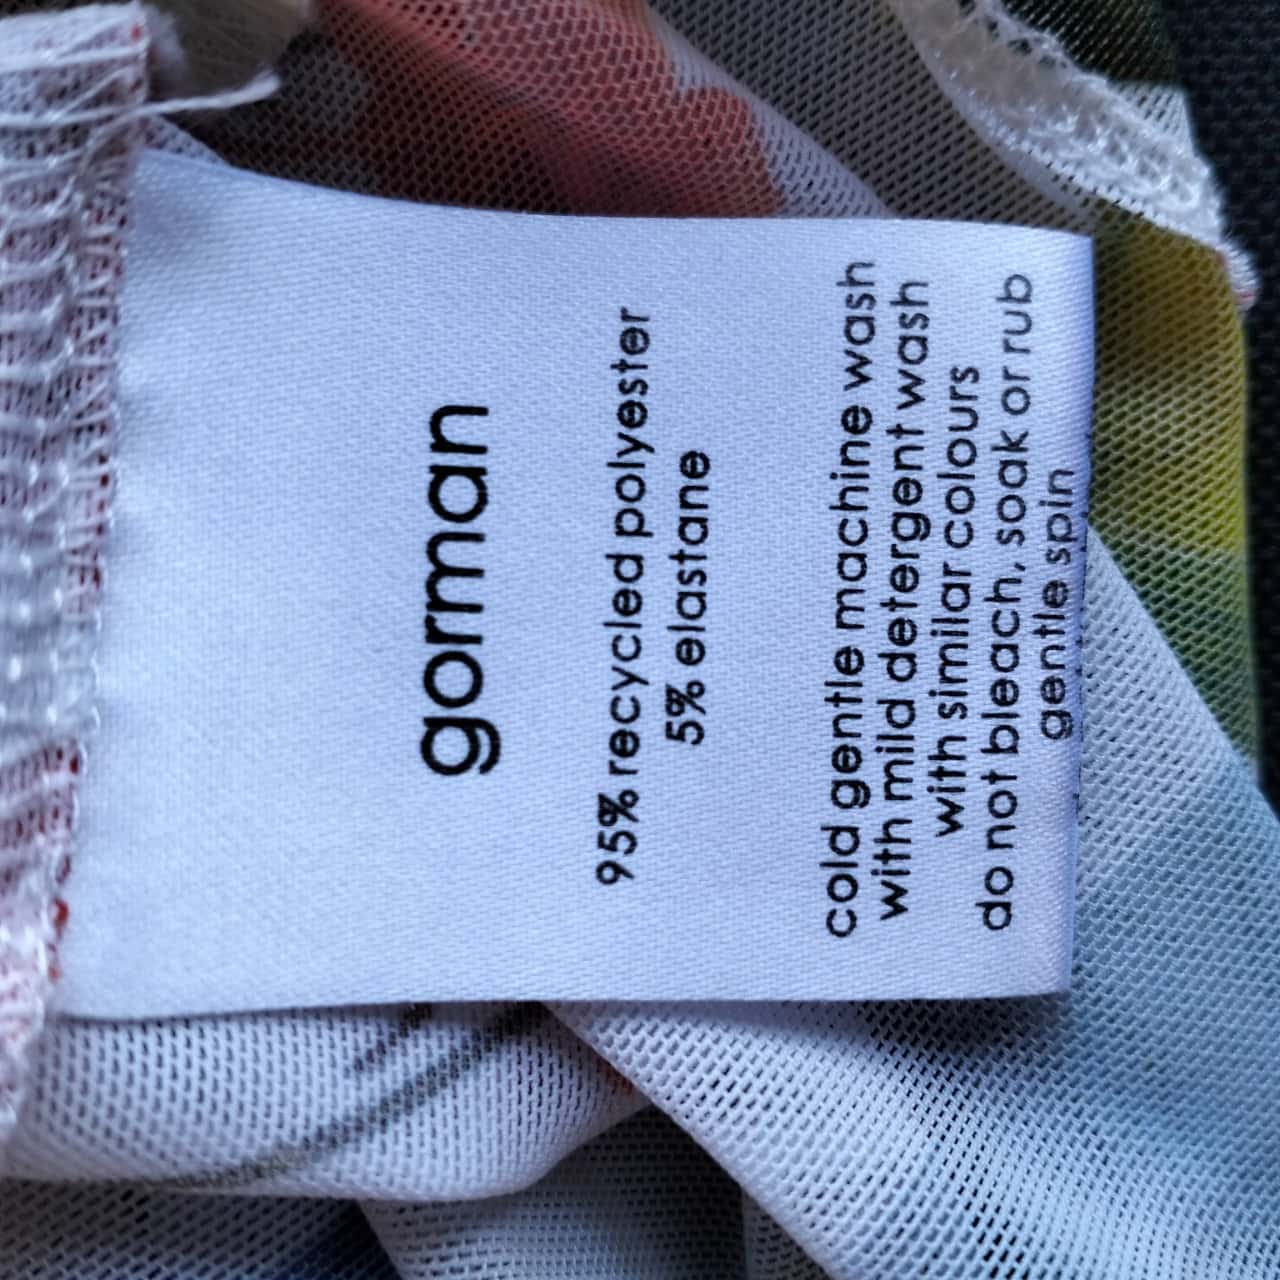 gorman
95% recycled polyester
5% elastane
cold gentle machine wash
with mild detergent wash
with similar colours
do not bleach, soak or rub
gentle spin